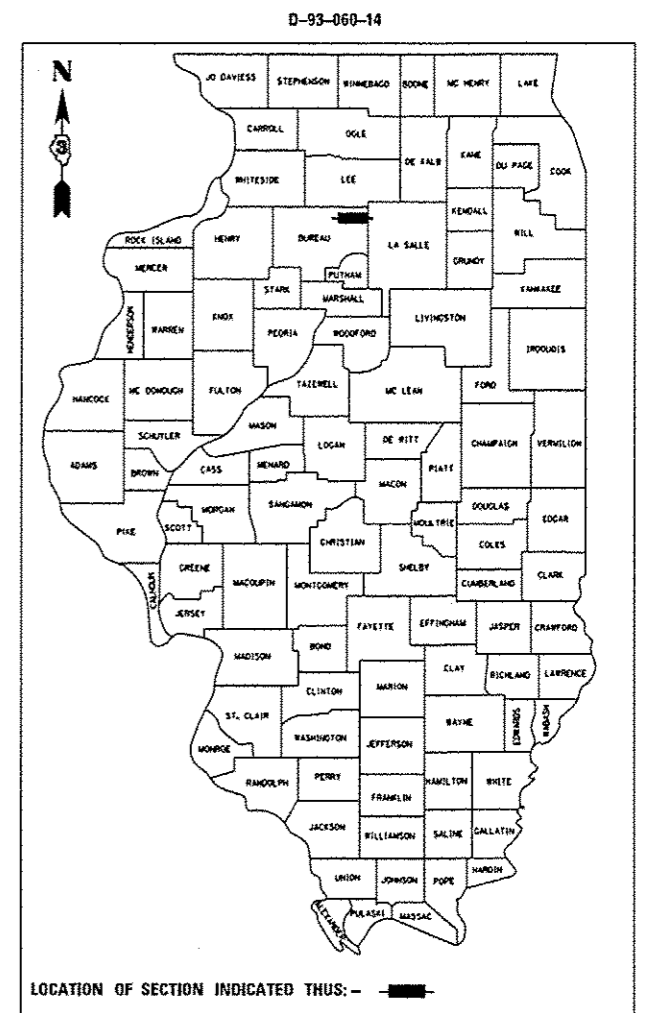 D-93-060-14
N
JO DAVIESS STEPHENSON WINNEBAGO BOONE MC HENRY LAKE
CARROLL OGLE
DE KALB KANE DU PAGE COOK
WHITESIDE LEE
KENDALL WILL
ROCK ISLAND HENRY BUREAU LA SALLE
GRUNDY
MERCER PUTNAM
KANKAKEE
STARK MARSHALL
HENDERSON WARREN KNOX PEORIA WOODFORD LIVINGSTON
IROQUOIS
HANCOCK MC DONOUGH FULTON TAZEWELL MC LEAN FORD
MASON
SCHUYLER LOGAN DE WITT CHAMPAIGN VERMILION
ADAMS BROWN CASS MENARD PIATT
MACON
MORGAN SANGAMON DOUGLAS
PIKE SCOTT MOULTRIE EDGAR
CHRISTIAN COLES
GREENE SHELBY
CALHOUN MACOUPIN MONTGOMERY CUMBERLAND CLARK
JERSEY
FAYETTE EFFINGHAM JASPER CRAWFORD
MADISON BOND
CLAY RICHLAND LAWRENCE
CLINTON MARION
ST. CLAIR WAYNE EDWARDS WABASH
WASHINGTON JEFFERSON
MONROE
RANDOLPH PERRY HAMILTON WHITE
FRANKLIN
JACKSON WILLIAMSON SALINE GALLATIN
HARDIN
UNION JOHNSON POPE
ALEXANDER PULASKI MASSAC
LOCATION OF SECTION INDICATED THUS: -